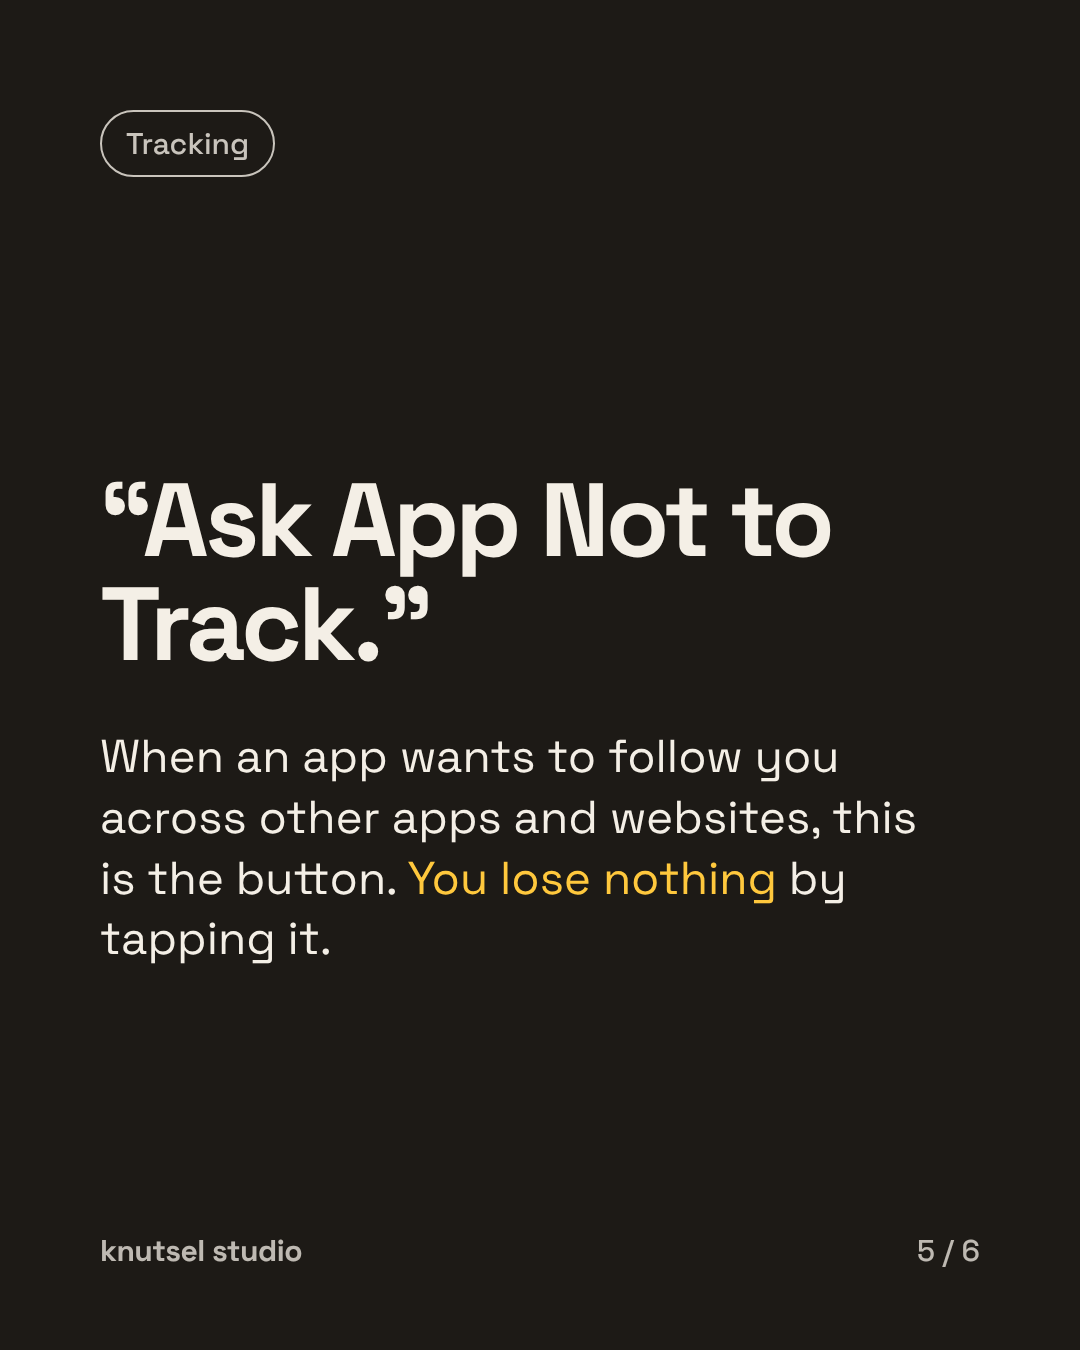 Tracking
“Ask App Not to
Track.”
When an app wants to follow you
across other apps and websites, this
is the button. You lose nothing by
tapping it.
knutsel studio
5 / 6